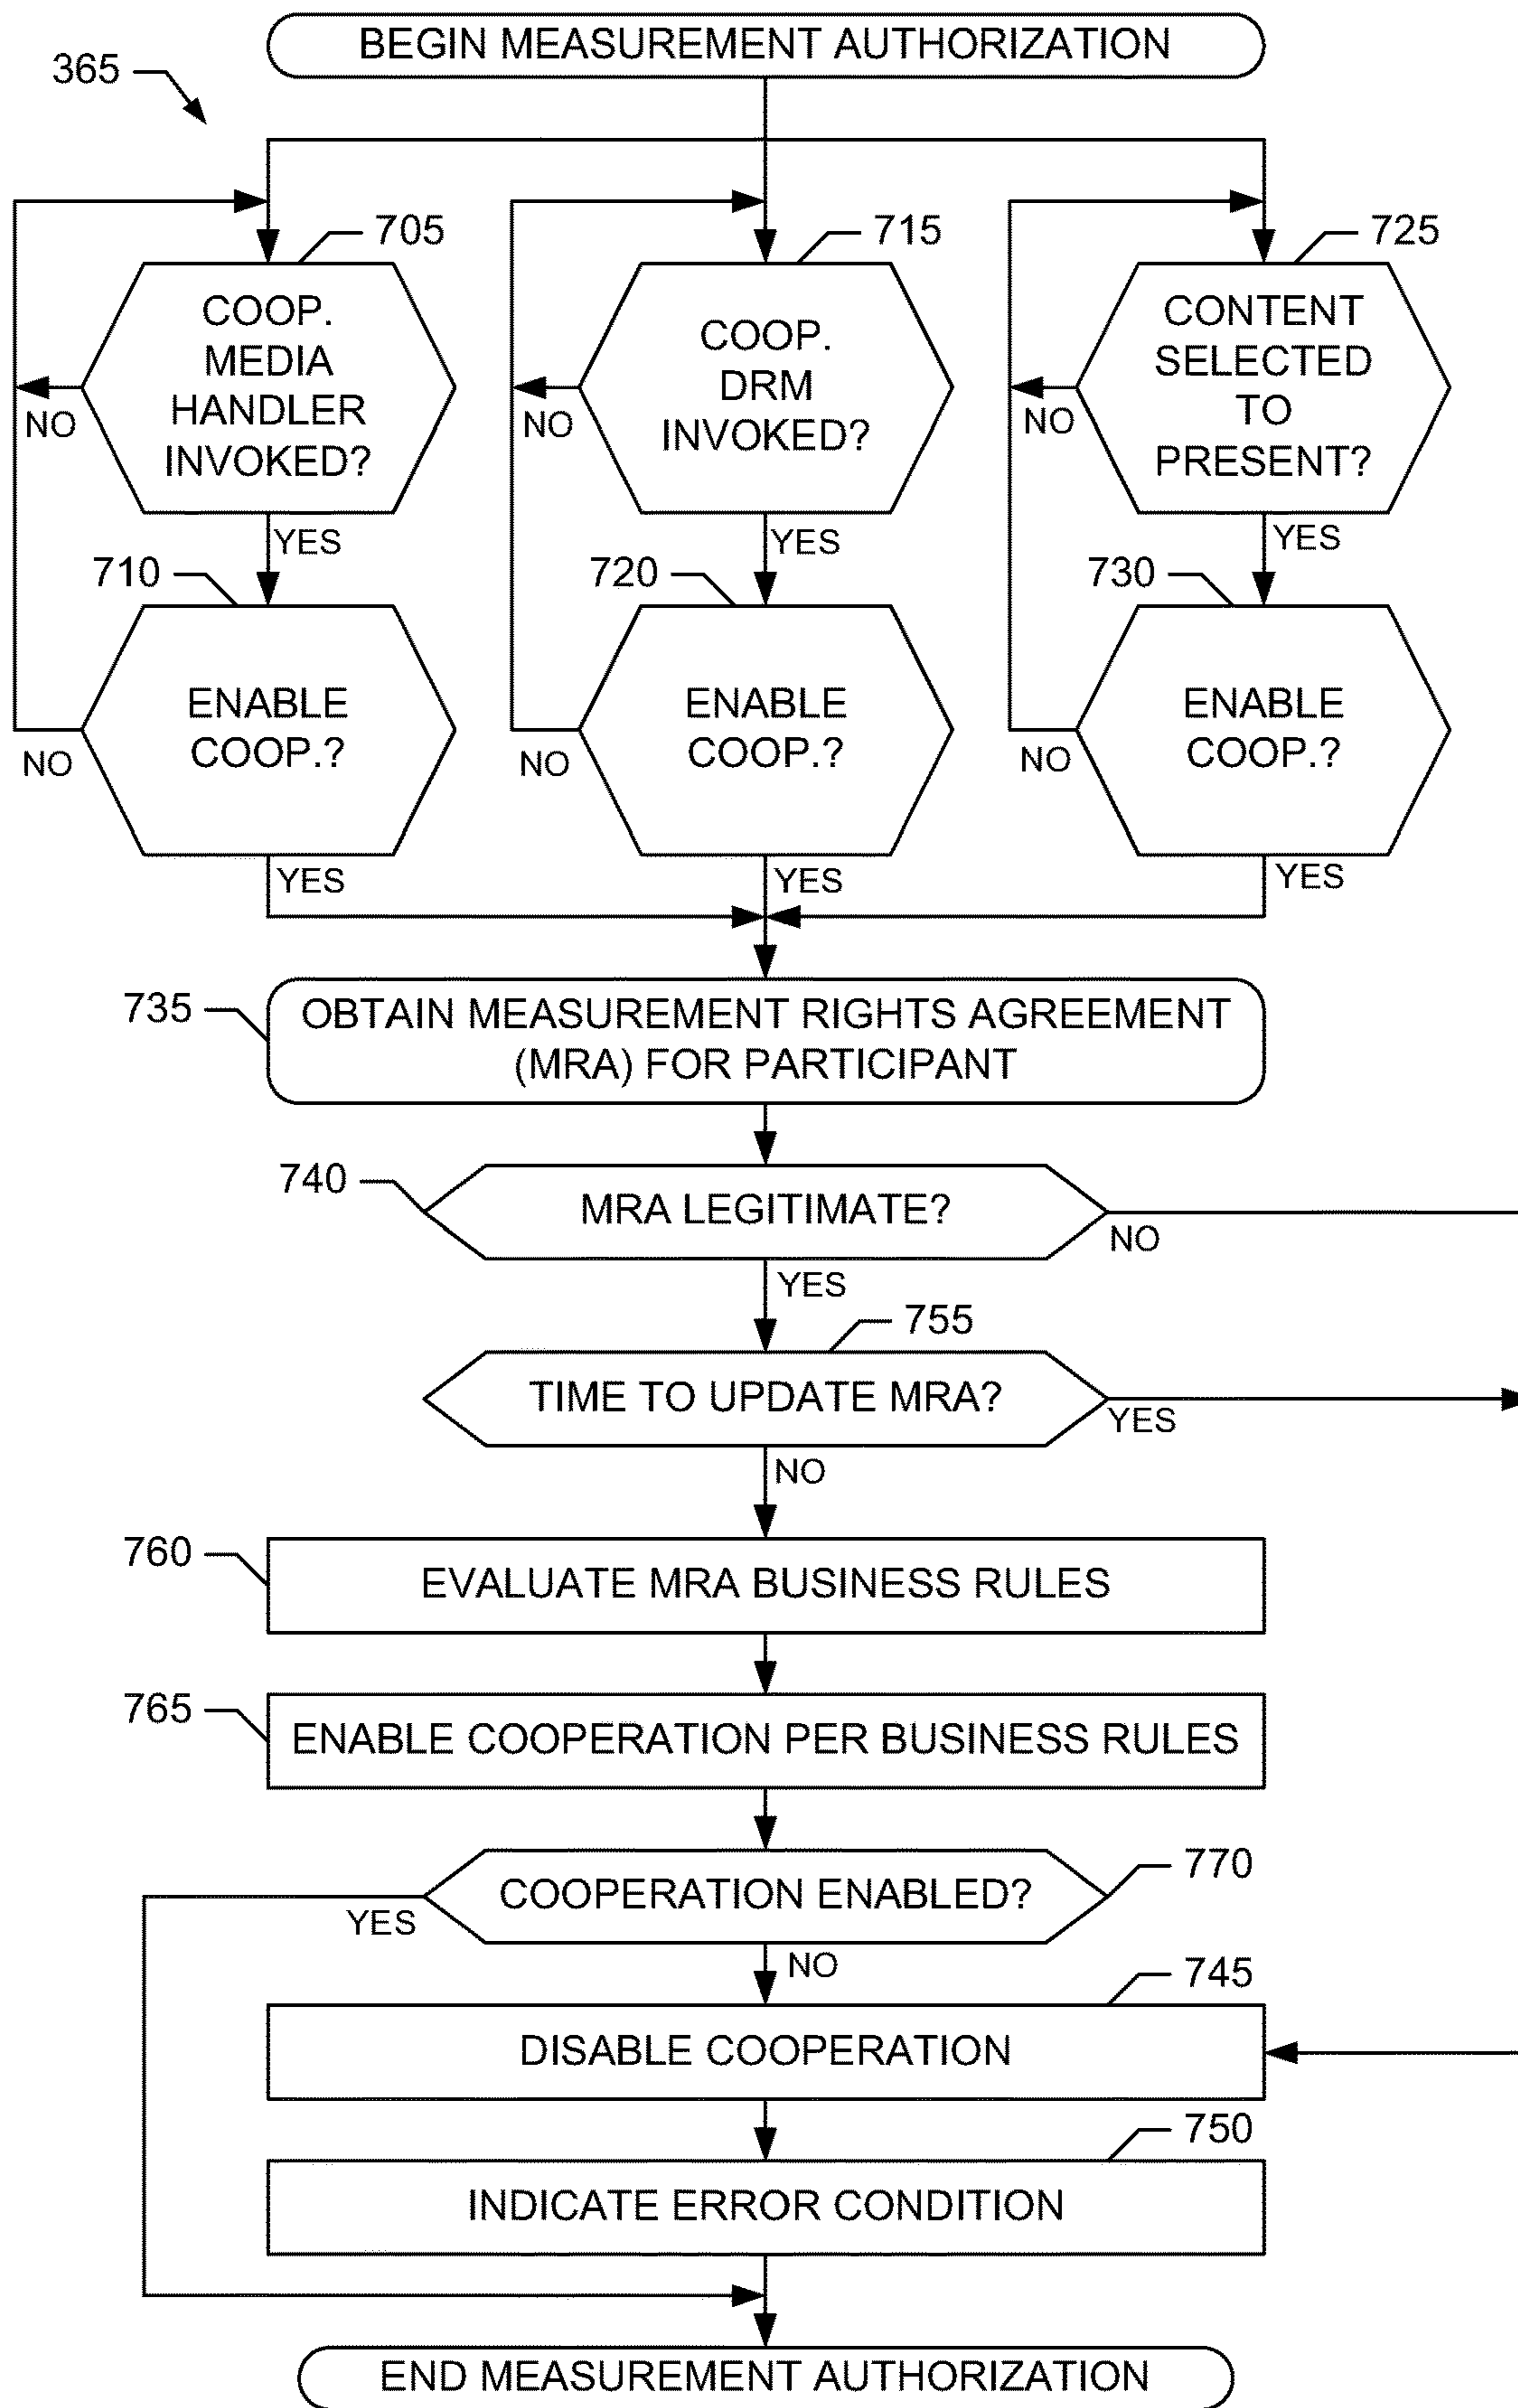 BEGIN MEASUREMENT AUTHORIZATION
365
705
715
725
COOP.
MEDIA
HANDLER
INVOKED?
COOP.
DRM
INVOKED?
CONTENT
SELECTED
TO
PRESENT?
NO
NO
NO
YES
YES
YES
710
720
730
ENABLE
COOP.?
ENABLE
COOP.?
ENABLE
COOP.?
NO
NO
NO
YES
YES
YES
735
OBTAIN MEASUREMENT RIGHTS AGREEMENT
(MRA) FOR PARTICIPANT
740
MRA LEGITIMATE?
NO
YES
755
TIME TO UPDATE MRA?
YES
NO
760
EVALUATE MRA BUSINESS RULES
765
ENABLE COOPERATION PER BUSINESS RULES
770
COOPERATION ENABLED?
YES
NO
745
DISABLE COOPERATION
750
INDICATE ERROR CONDITION
END MEASUREMENT AUTHORIZATION